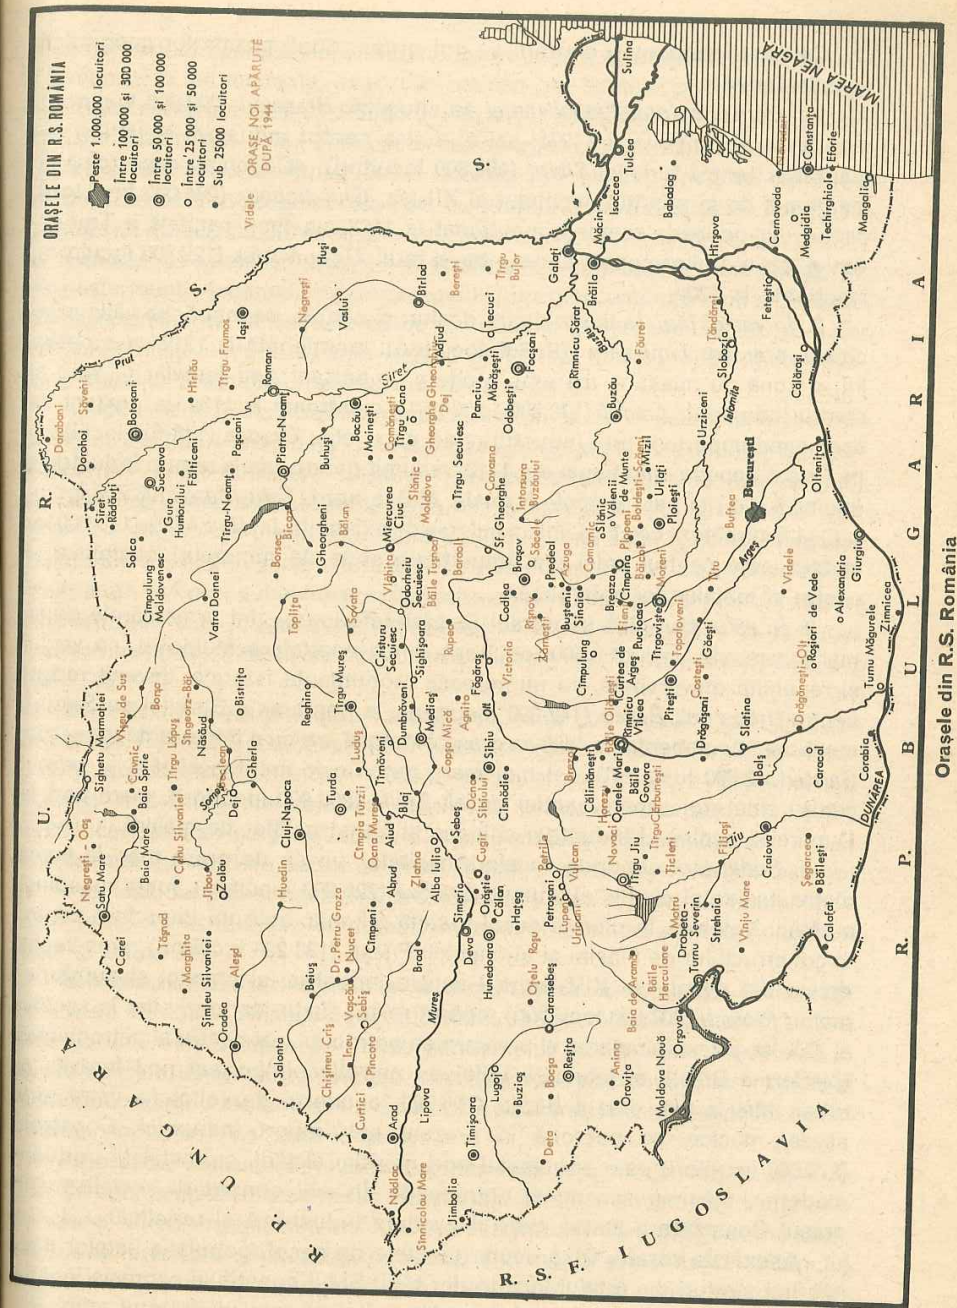 ORAȘELE DIN R.S.ROMÂNIA
Peste 1.000.000 locuitori
Între 100 000 și 300 000
locuitori
Între 50 000 și 100 000
locuitori
Între 25 000 și 50 000
locuitori
Sub 25000 locuitori
Videle ORAȘE NOI APĂRUTE
DUPĂ 1944
U. R. S. S.
R. P. UNGARĂ
R. S. F. IUGOSLAVIA
R. P. BULGARIA
MAREA NEAGRĂ
DUNĂREA
Prut
Siret
Buzău
Ialomița
Argeș
Olt
Jiu
Mureș
Someș
Darabani
Dorohoi
Săveni
Botoșani
Siret
Rădăuți
Suceava
Solca
Gura
Humorului
Fălticeni
Hîrlău
Pașcani
Tîrgu Frumos
Iași
Tîrgu-Neamț
Cîmpulung
Moldovenesc
Vatra Dornei
Piatra-Neamț
Roman
Negrești
Vaslui
Huși
Buhuși
Bacău
Moinești
Comănești
Tîrgu
Ocna
Slănic
Moldova
Gheorghe Gheorghiu
Dej
Adjud
Bîrlad
Berești
Tîrgu
Bujor
Tecuci
Panciu
Mărășești
Odobești
Focșani
Galați
Brăila
Rîmnicu Sărat
Buzău
Făurei
Măcin
Isaccea
Tulcea
Sulina
Babadag
Hîrșova
Cernavodă
Medgidia
Constanța
Techirghiol
Eforie
Mangalia
Fetești
Țăndărei
Slobozia
Călărași
Urziceni
Oltenița
București
Buftea
Giurgiu
Videle
Alexandria
Roșiori de Vede
Zimnicea
Turnu Măgurele
Titu
Găești
Tîrgoviște
Moreni
Pucioasa
Fieni
Ploiești
Urlați
Mizil
Boldești-Scăeni
Plopeni
Băicoi
Cîmpina
Breaza
Comarnic
Slănic
Vălenii
de Munte
Sinaia
Bușteni
Azuga
Predeal
Săcele
Brașov
Rîșnov
Zărnești
Codlea
Întorsura
Buzăului
Sf. Gheorghe
Covasna
Tîrgu Secuiesc
Baraolt
Băile Tușnad
Miercurea
Ciuc
Bălan
Gheorgheni
Bicaz
Borsec
Toplița
Vlăhița
Odorheiu
Secuiesc
Cristuru
Secuiesc
Sovata
Sighișoara
Rupea
Făgăraș
Victoria
Reghin
Tîrgu Mureș
Tîrnăveni
Dumbrăveni
Mediaș
Agnita
Copșa Mică
Sibiu
Cisnădie
Ocna
Sibiului
Blaj
Luduș
Turda
Cîmpia Turzii
Ocna Mureș
Aiud
Abrud
Zlatna
Alba Iulia
Sebeș
Cugir
Orăștie
Simeria
Deva
Călan
Hunedoara
Hațeg
Petroșani
Petrila
Lupeni
Vulcan
Uricani
Sighetu Marmației
Vișeu de Sus
Borșa
Negrești - Oaș
Satu Mare
Cavnic
Baia
Sprie
Baia Mare
Tîrgu Lăpuș
Sîngeorz-Băi
Năsăud
Bistrița
Cehu Silvaniei
Jibou
Zalău
Dej
Gherla
Cluj-Napoca
Huedin
Carei
Tășnad
Marghita
Șimleu Silvaniei
Aleșd
Oradea
Salonta
Beiuș
Dr. Petru Groza
Nucet
Vașcău
Cîmpeni
Brad
Chișineu Criș
Ineu
Sebiș
Pîncota
Curtici
Arad
Lipova
Nădlac
Sînnicolau Mare
Jimbolia
Timișoara
Lugoj
Buziaș
Deta
Bocșa
Reșița
Caransebeș
Oțelu Roșu
Anina
Oravița
Moldova Nouă
Orșova
Băile
Herculane
Baia de Aramă
Drobeta
Turnu Severin
Motru
Strehaia
Vînju Mare
Tîrgu Jiu
Novaci
Tîrgu Cărbunești
Țicleni
Filiași
Craiova
Segarcea
Băilești
Calafat
Horezu
Brezoi
Călimănești
Ocnele Mari
Băile
Govora
Rîmnicu
Vîlcea
Băile Olănești
Curtea de
Argeș
Cîmpulung
Pitești
Topoloveni
Costești
Drăgășani
Slatina
Balș
Caracal
Drăgănești-Olt
Corabia
Orașele din R.S. România